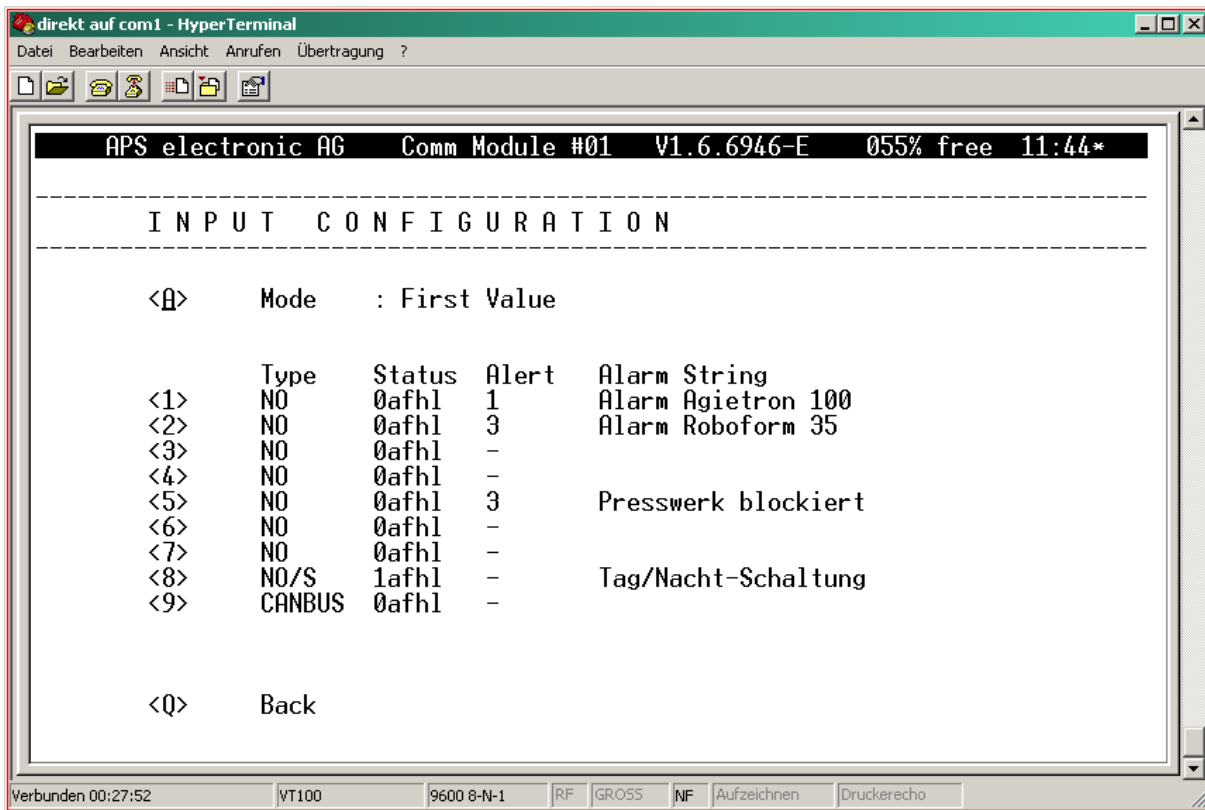 direkt auf com1 - HyperTerminal
Datei Bearbeiten Ansicht Anrufen Übertragung ?
APS electronic AG Comm Module #01 V1.6.6946-E 055% free 11:44*
I N P U T C O N F I G U R A T I O N
<A> Mode : First Value
Type Status Alert Alarm String
<1> NO 0afhl 1 Alarm Agietron 100
<2> NO 0afhl 3 Alarm Roboform 35
<3> NO 0afhl -
<4> NO 0afhl -
<5> NO 0afhl 3 Presswerk blockiert
<6> NO 0afhl -
<7> NO 0afhl -
<8> NO/S 1afhl - Tag/Nacht-Schaltung
<9> CANBUS 0afhl -
<Q> Back
Verbunden 00:27:52 VT100 9600 8-N-1 RF GROSS NF Aufzeichnen Druckerecho